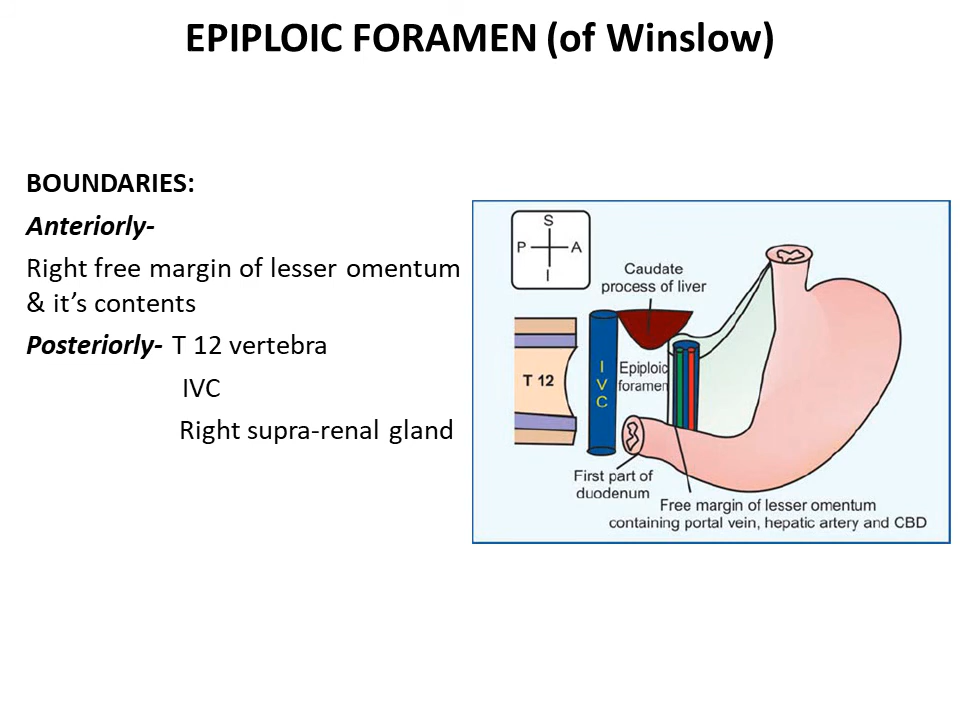 EPIPLOIC FORAMEN (of Winslow)
BOUNDARIES:
Anteriorly-
Right free margin of lesser omentum
& it’s contents
Posteriorly- T 12 vertebra
IVC
Right supra-renal gland
S
P A
I
Caudate
process of liver
T 12
I
V
C
Epiploic
foramen
First part of
duodenum
Free margin of lesser omentum
containing portal vein, hepatic artery and CBD